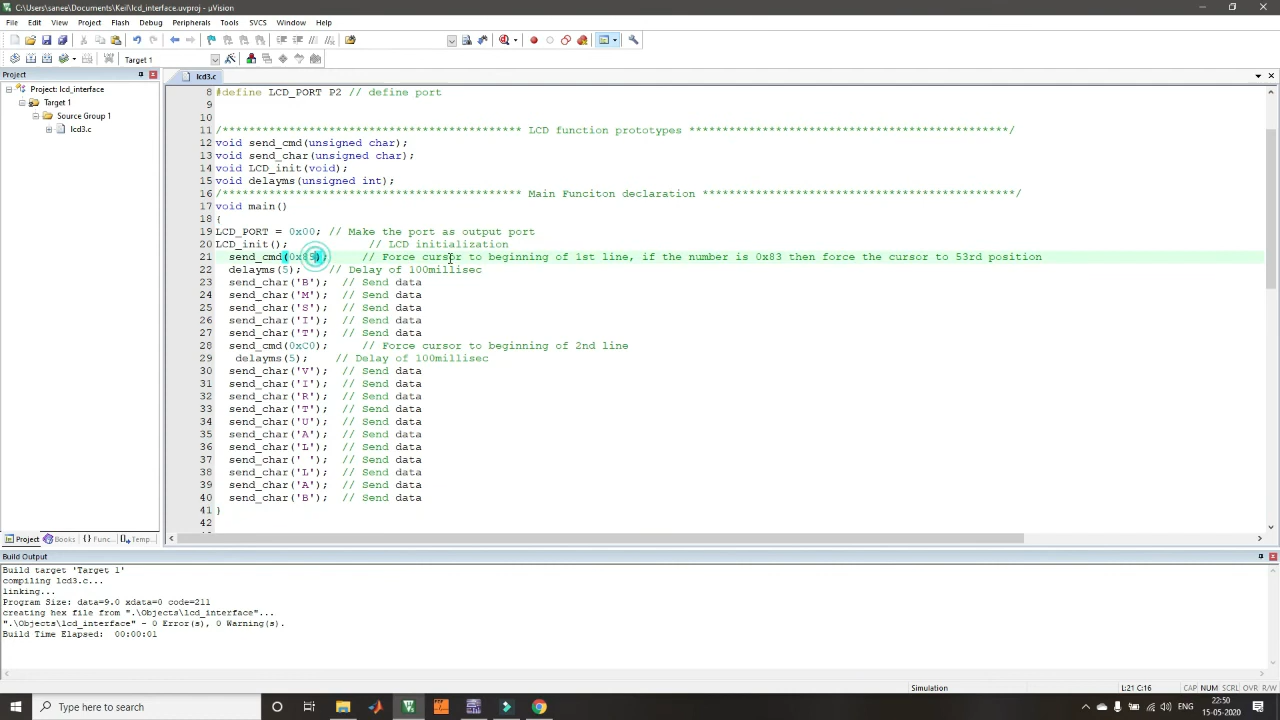 C:\Users\sanee\Documents\Keil\lcd_interface.uvproj - µVision
File Edit View Project Flash Debug Peripherals Tools SVCS Window Help
Target 1
Project
lcd3.c
Project: lcd_interface
Target 1
Source Group 1
lcd3.c
8 #define LCD_PORT P2 // define port
9
10
11 /********************************************* LCD function prototypes ************************************************/
12 void send_cmd(unsigned char);
13 void send_char(unsigned char);
14 void LCD_init(void);
15 void delayms(unsigned int);
16 /********************************************* Main Funciton declaration ***********************************************/
17 void main()
18 {
19 LCD_PORT = 0x00; // Make the port as output port
20 LCD_init(); // LCD initialization
21 send_cmd(0x85); // Force cursor to beginning of 1st line, if the number is 0x83 then force the cursor to 53rd position
22 delayms(5); // Delay of 100millisec
23 send_char('B'); // Send data
24 send_char('M'); // Send data
25 send_char('S'); // Send data
26 send_char('I'); // Send data
27 send_char('T'); // Send data
28 send_cmd(0xC0); // Force cursor to beginning of 2nd line
29 delayms(5); // Delay of 100millisec
30 send_char('V'); // Send data
31 send_char('I'); // Send data
32 send_char('R'); // Send data
33 send_char('T'); // Send data
34 send_char('U'); // Send data
35 send_char('A'); // Send data
36 send_char('L'); // Send data
37 send_char(' '); // Send data
38 send_char('L'); // Send data
39 send_char('A'); // Send data
40 send_char('B'); // Send data
41 }
42
Project Books {} Func... Temp...
Build Output
Build target 'Target 1'
compiling lcd3.c...
linking...
Program Size: data=9.0 xdata=0 code=211
creating hex file from ".\Objects\lcd_interface"...
".\Objects\lcd_interface" - 0 Error(s), 0 Warning(s).
Build Time Elapsed: 00:00:01
Simulation L:21 C:16 CAP NUM SCRL OVR R/W
Type here to search
ENG
22:50
15-05-2020